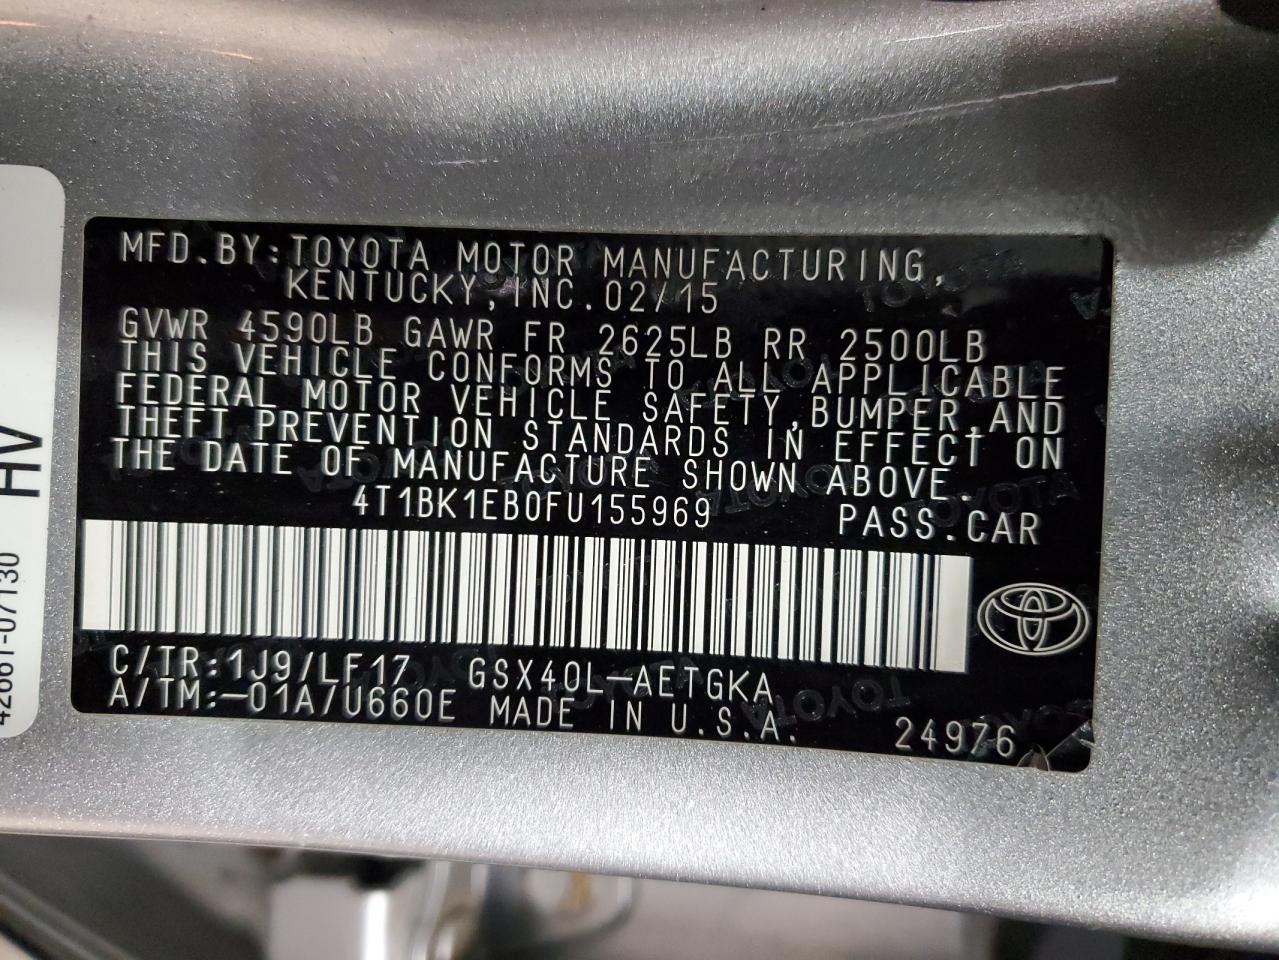 MFD.BY:TOYOTA MOTOR MANUFACTURING,
KENTUCKY,INC.02/15
GVWR 4590LB GAWR FR 2625LB RR 2500LB
THIS VEHICLE CONFORMS TO ALL APPLICABLE
FEDERAL MOTOR VEHICLE SAFETY,BUMPER,AND
THEFT PREVENTION STANDARDS IN EFFECT ON
THE DATE OF MANUFACTURE SHOWN ABOVE.
4T1BK1EB0FU155969 PASS.CAR
C/TR:1J9/LF17 GSX40L-AETGKA
A/TM:-01A/U660E MADE IN U.S.A. 24976
HV
42661-07130